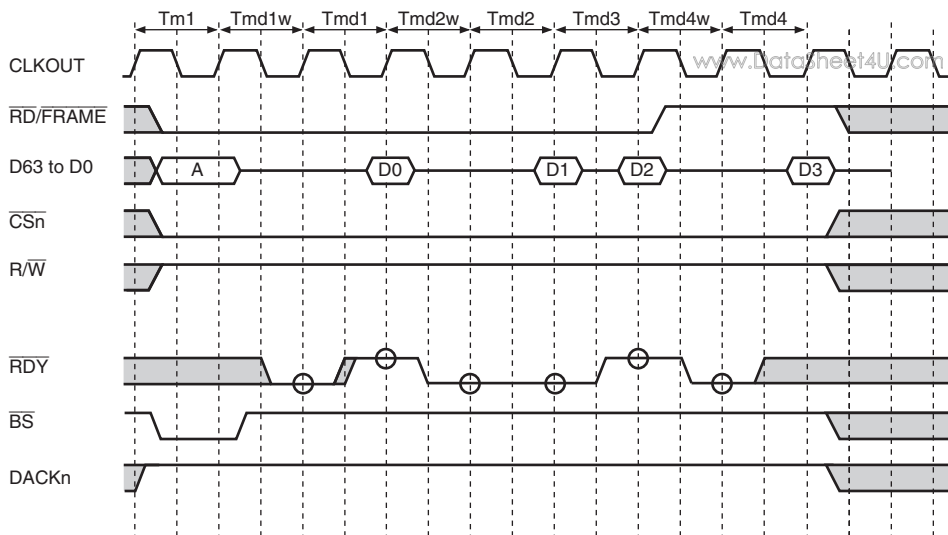 Tm1 Tmd1w Tmd1 Tmd2w Tmd2 Tmd3 Tmd4w Tmd4
CLKOUT
www.DataSheet4U.com
RD/FRAME
D63 to D0
A D0 D1 D2 D3
CSn
R/W
RDY
BS
DACKn